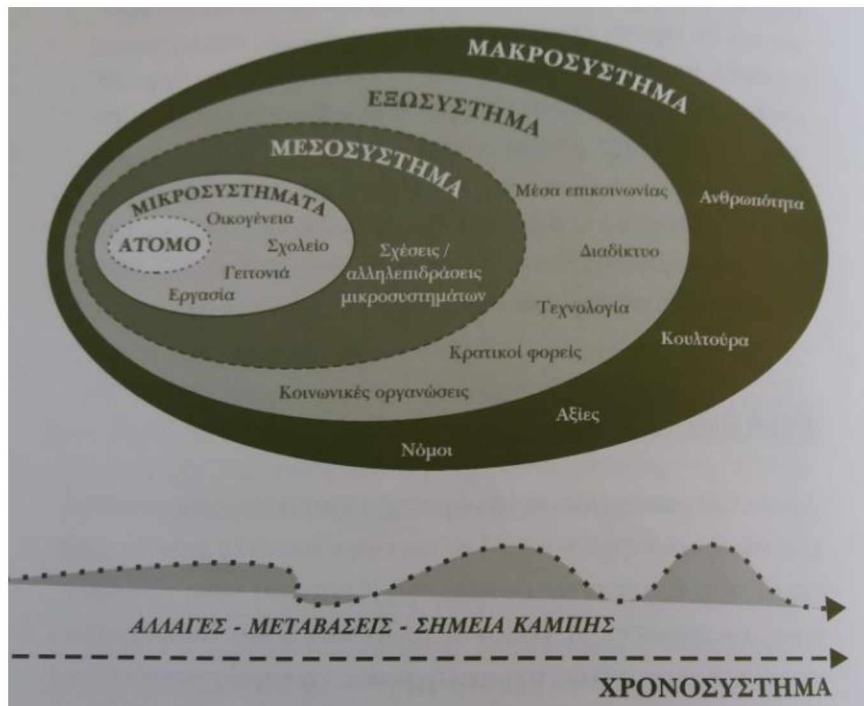 ΜΑΚΡΟΣΥΣΤΗΜΑ
ΕΞΩΣΥΣΤΗΜΑ
ΜΕΣΟΣΥΣΤΗΜΑ
ΜΙΚΡΟΣΥΣΤΗΜΑΤΑ
ΑΤΟΜΟ
Οικογένεια
Σχολείο
Γειτονιά
Εργασία
Σχέσεις /
αλληλεπιδράσεις
μικροσυστημάτων
Μέσα επικοινωνίας
Διαδίκτυο
Τεχνολογία
Κρατικοί φορείς
Κοινωνικές οργανώσεις
Ανθρωπότητα
Κουλτούρα
Αξίες
Νόμοι
ΑΛΛΑΓΕΣ - ΜΕΤΑΒΑΣΕΙΣ - ΣΗΜΕΙΑ ΚΑΜΠΗΣ
ΧΡΟΝΟΣΥΣΤΗΜΑ